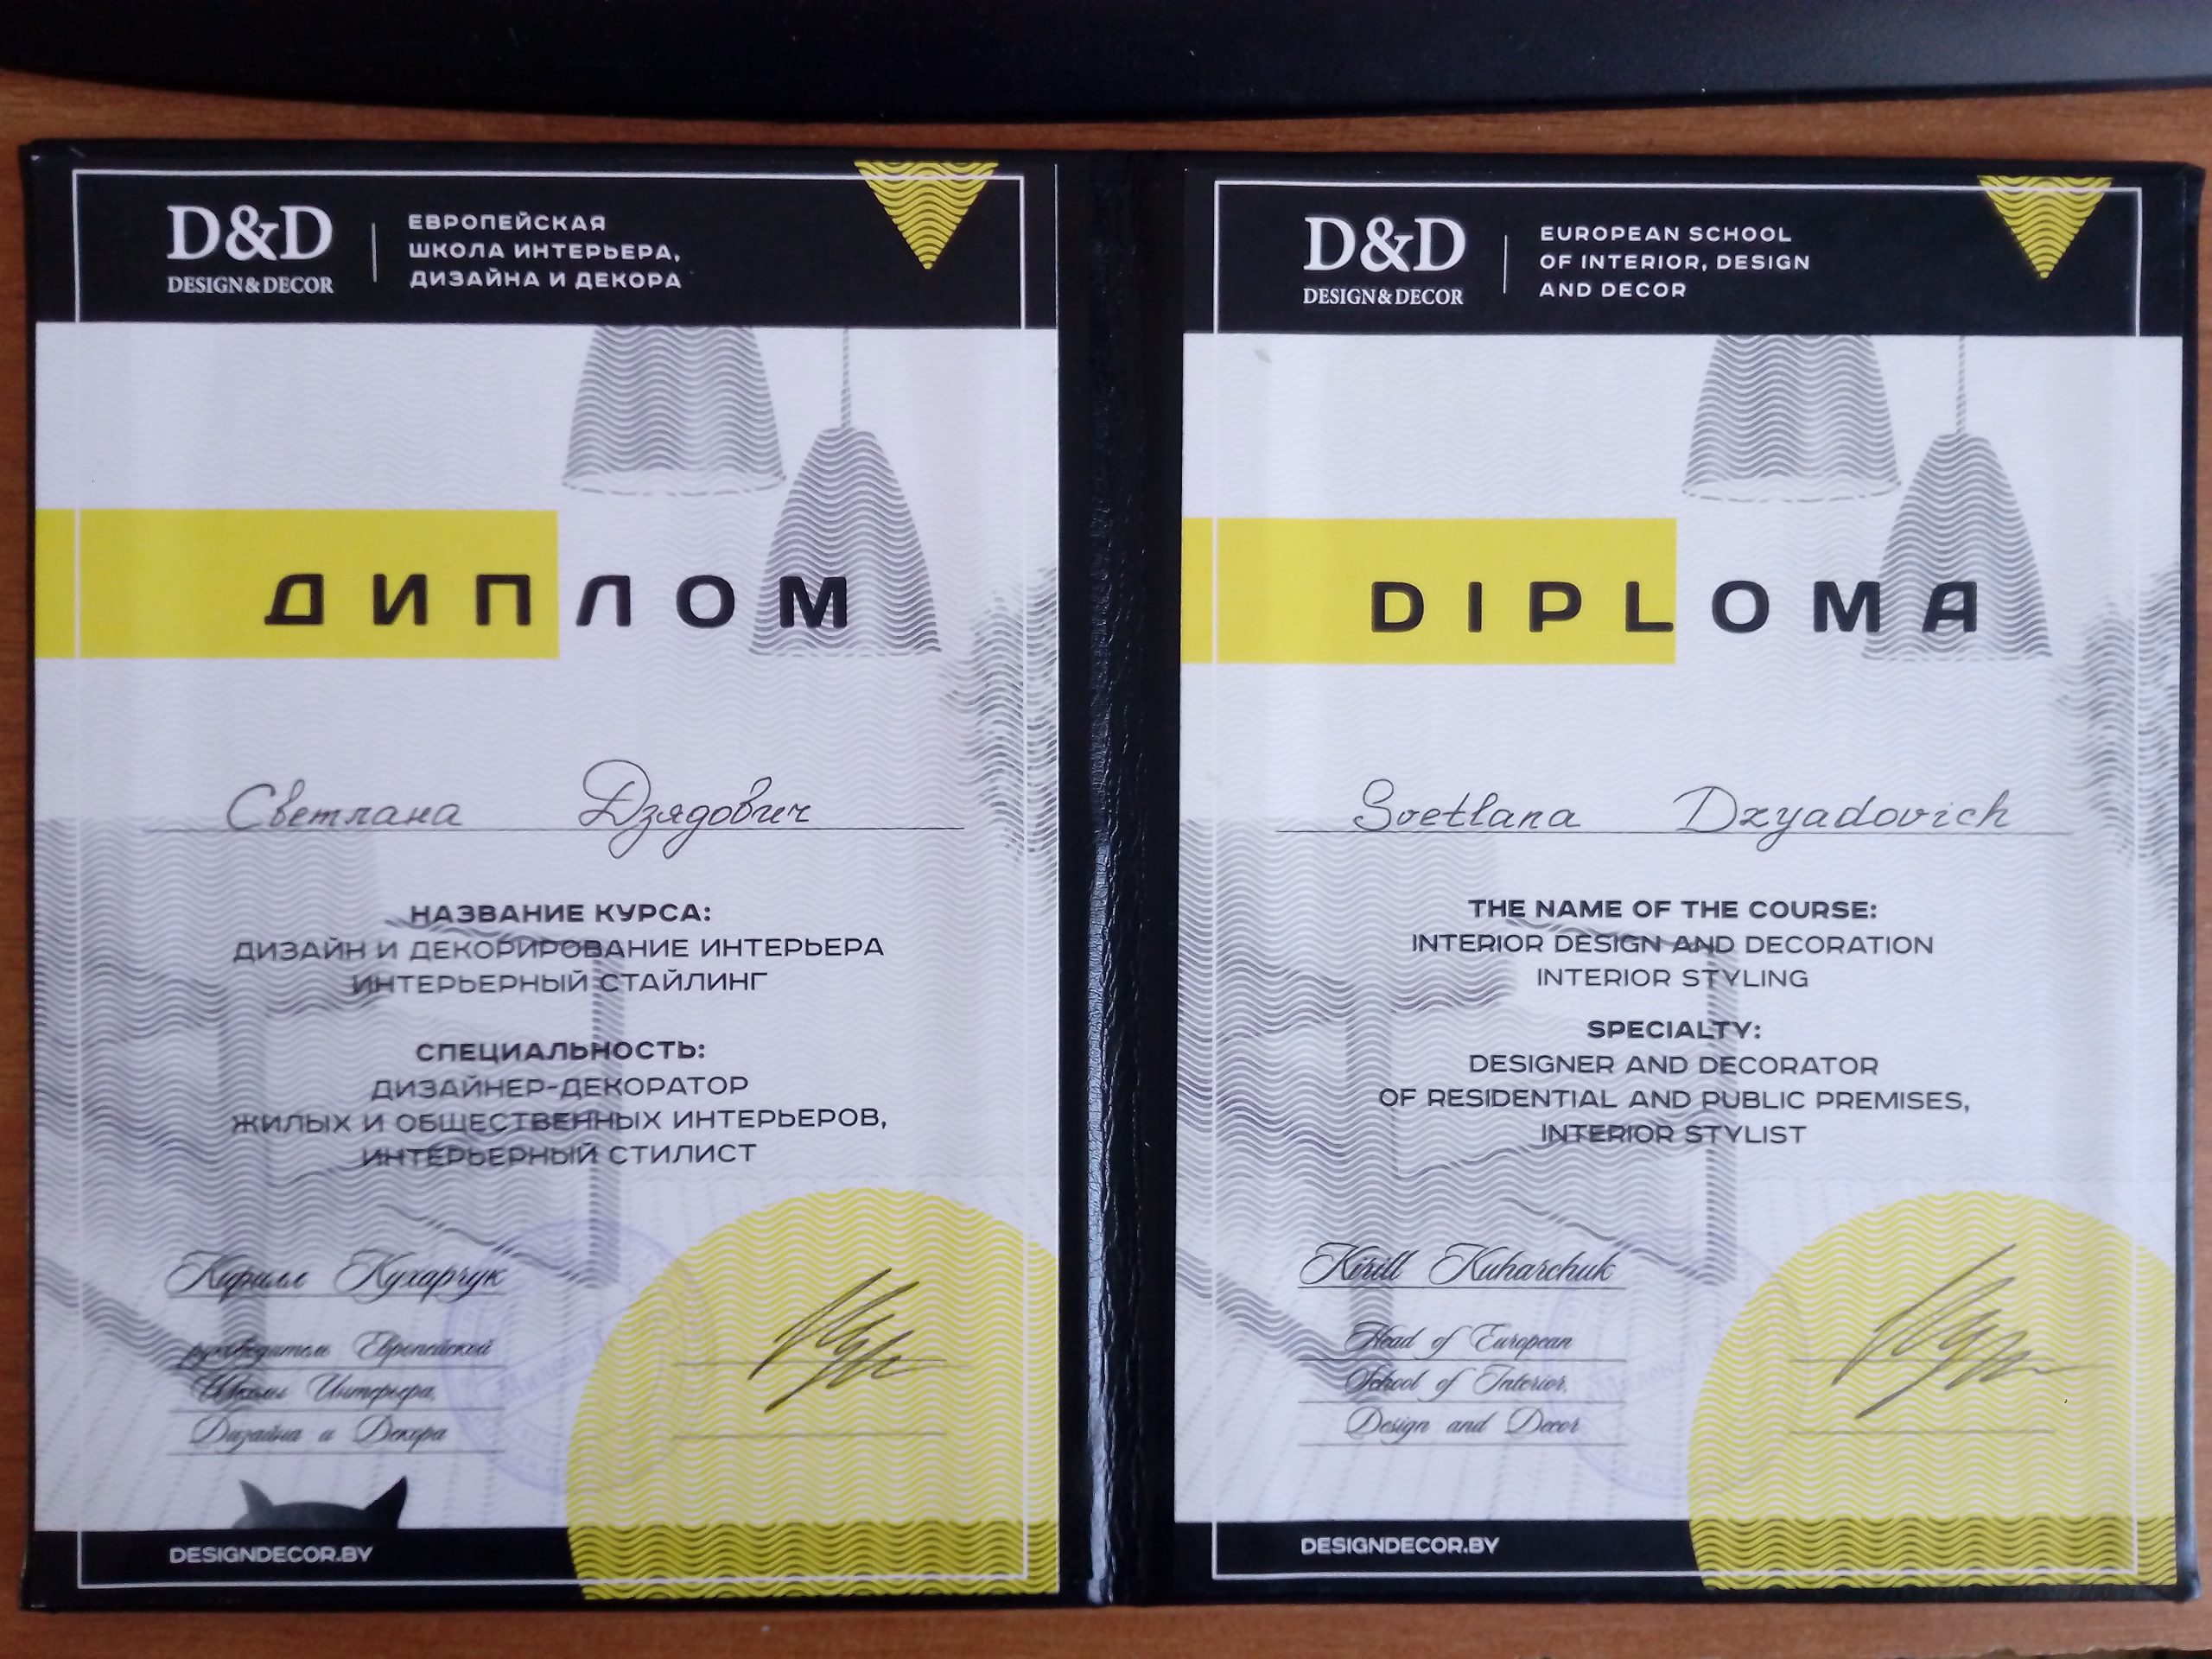 D&D
DESIGN&DECOR
ЕВРОПЕЙСКАЯ
ШКОЛА ИНТЕРЬЕРА,
ДИЗАЙНА И ДЕКОРА
ДИПЛОМ
Светлана Дзядович
НАЗВАНИЕ КУРСА:
ДИЗАЙН И ДЕКОРИРОВАНИЕ ИНТЕРЬЕРА
ИНТЕРЬЕРНЫЙ СТАЙЛИНГ
СПЕЦИАЛЬНОСТЬ:
ДИЗАЙНЕР-ДЕКОРАТОР
ЖИЛЫХ И ОБЩЕСТВЕННЫХ ИНТЕРЬЕРОВ,
ИНТЕРЬЕРНЫЙ СТИЛИСТ
Кирилл Кухарчук
руководитель Европейской
Школы Интерьера,
Дизайна и Декора
DESIGNDECOR.BY
D&D
DESIGN&DECOR
EUROPEAN SCHOOL
OF INTERIOR, DESIGN
AND DECOR
DIPLOMA
Svetlana Dzyadovich
THE NAME OF THE COURSE:
INTERIOR DESIGN AND DECORATION
INTERIOR STYLING
SPECIALTY:
DESIGNER AND DECORATOR
OF RESIDENTIAL AND PUBLIC PREMISES,
INTERIOR STYLIST
Kirill Kuharchuk
Head of European
School of Interior,
Design and Decor
DESIGNDECOR.BY